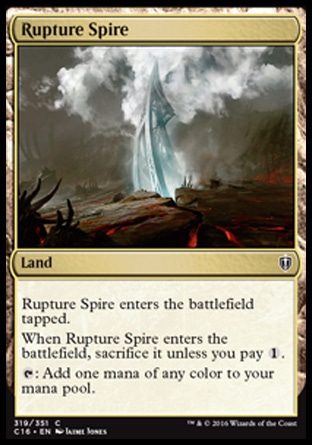 Rupture Spire
Land
Rupture Spire enters the battlefield
tapped.
When Rupture Spire enters the
battlefield, sacrifice it unless you pay 1.
: Add one mana of any color to your
mana pool.
319/351 C
C16 • EN Jaime Jones
™ & © 2016 Wizards of the Coast